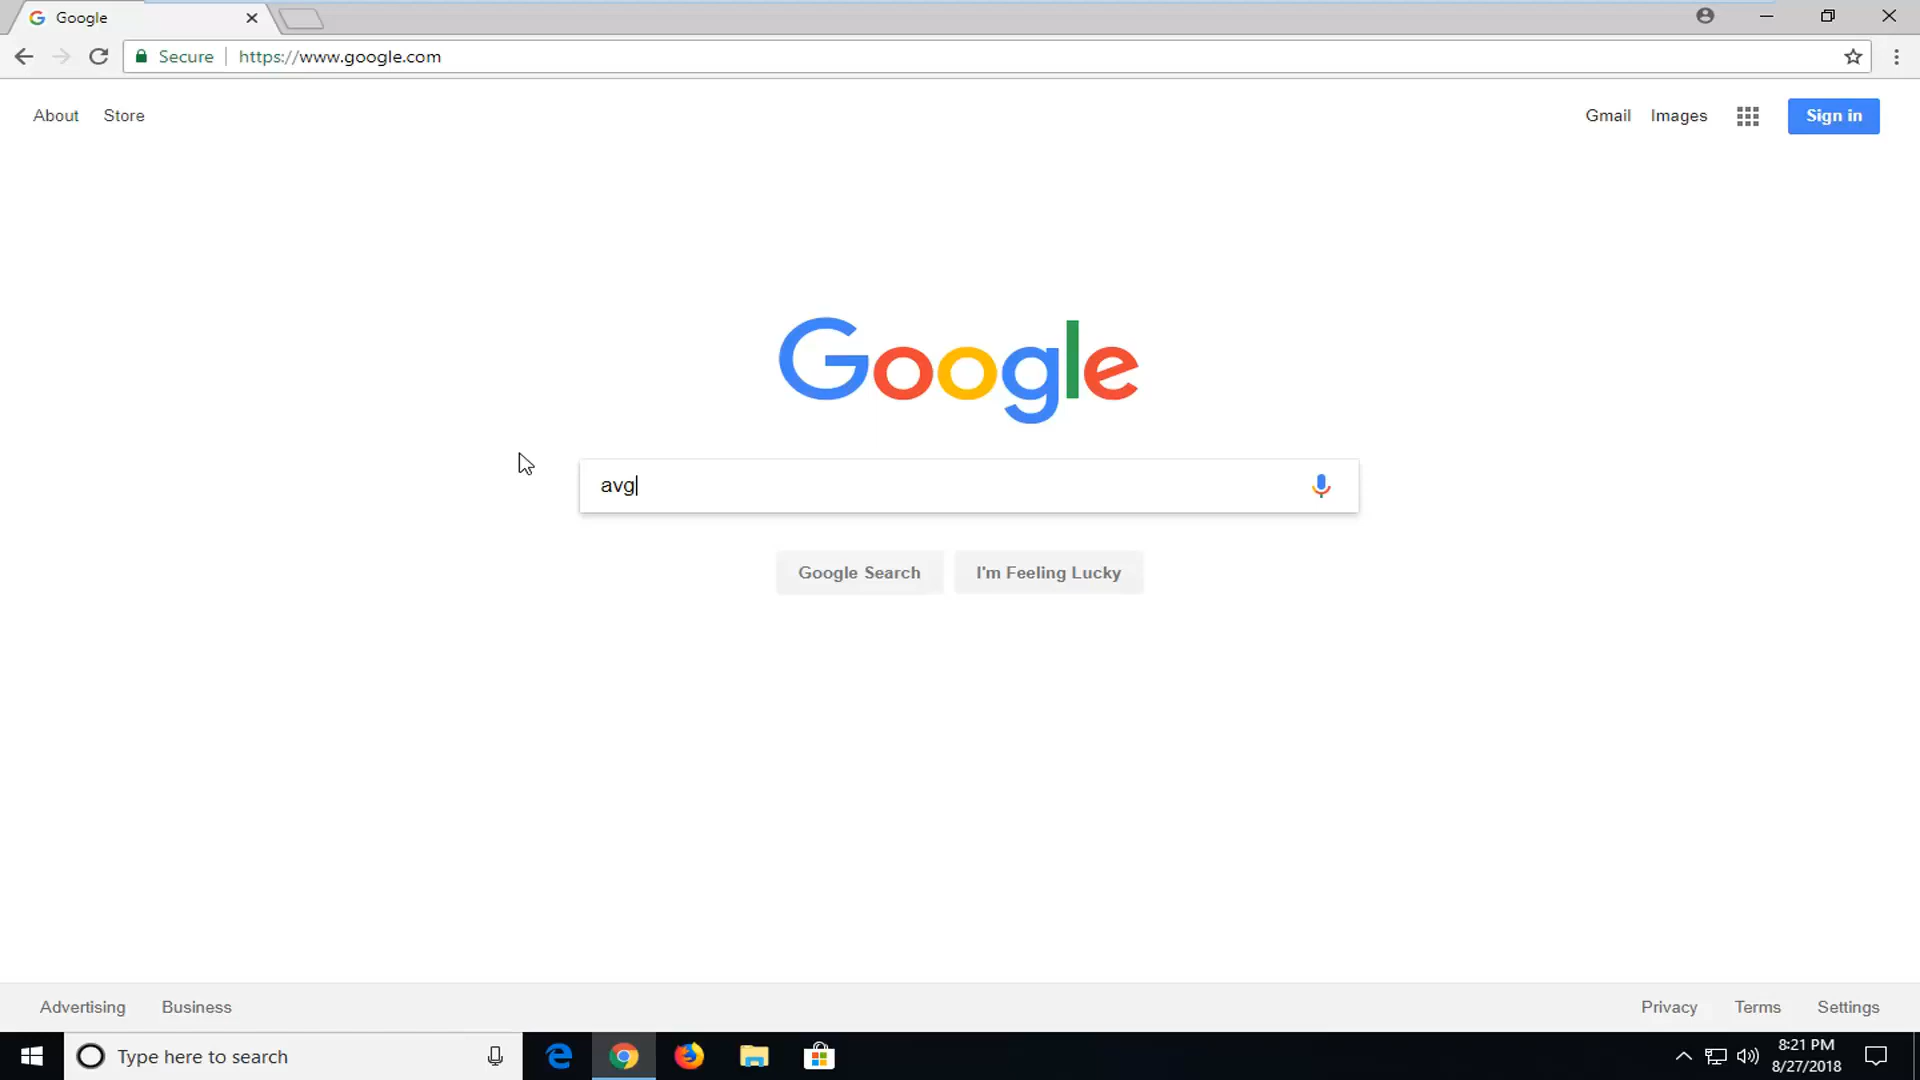 Google
Secure https://www.google.com
About Store Gmail Images Sign in
Google
avg
Google Search I'm Feeling Lucky
Advertising Business Privacy Terms Settings
Type here to search 8:21 PM
8/27/2018